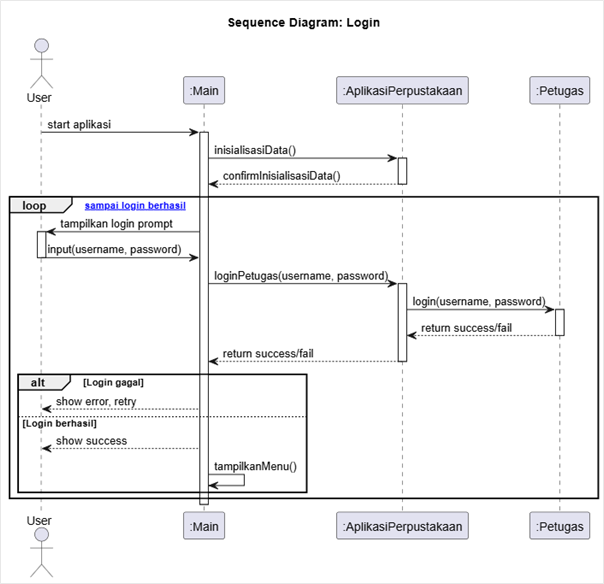 Sequence Diagram: Login
User
:Main
:AplikasiPerpustakaan
:Petugas
start aplikasi
inisialisasiData()
confirmInisialisasiData()
loop
sampai login berhasil
tampilkan login prompt
input(username, password)
loginPetugas(username, password)
login(username, password)
return success/fail
return success/fail
alt
[Login gagal]
show error, retry
[Login berhasil]
show success
tampilkanMenu()
User
:Main
:AplikasiPerpustakaan
:Petugas